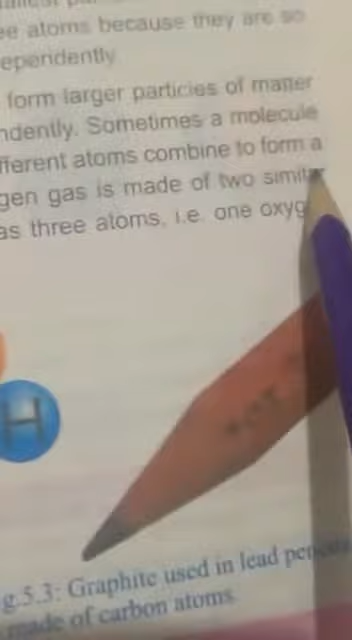 ee atoms because they are so
ependently
form larger particles of matter
ndently. Sometimes a molecule
fferent atoms combine to form a
gen gas is made of two simil
as three atoms, i.e. one oxyg
H
g.5.3: Graphite used in lead
made of carbon atoms